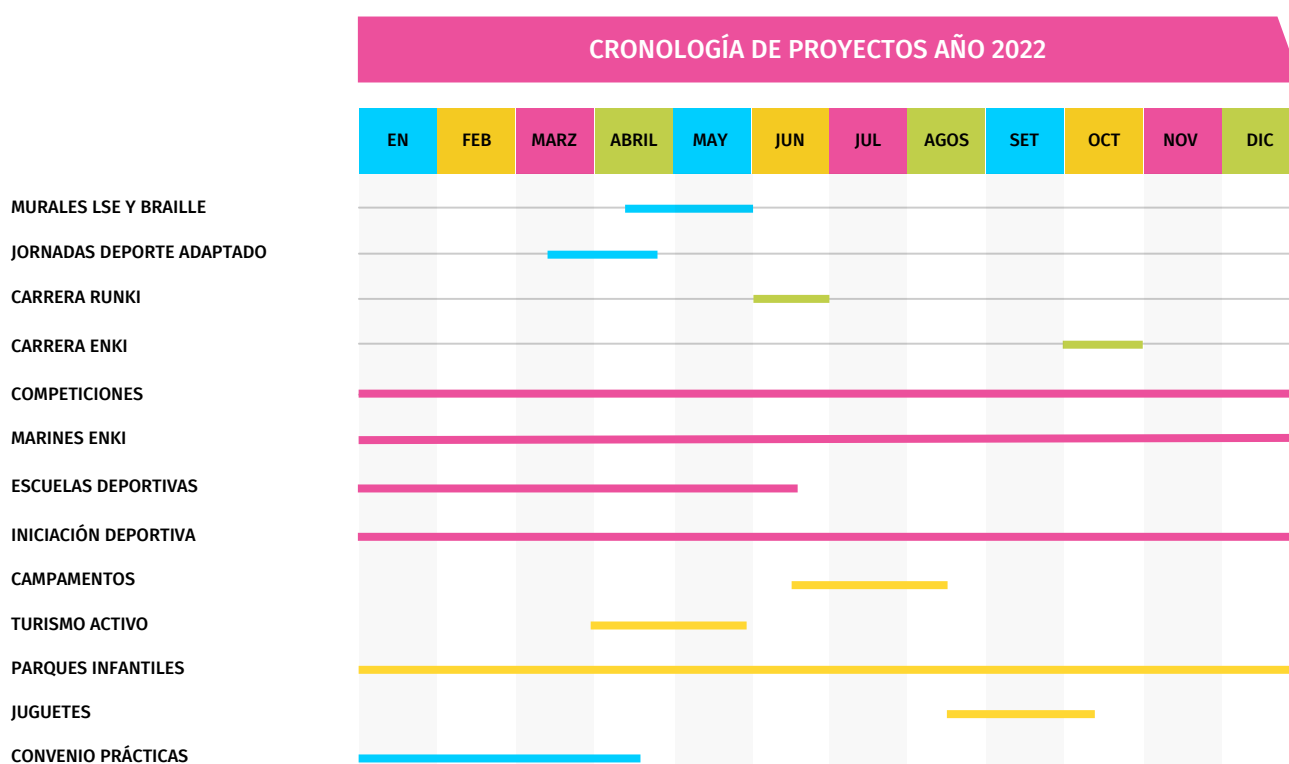 CRONOLOGÍA DE PROYECTOS AÑO 2022
EN FEB MARZ ABRIL MAY JUN JUL AGOS SET OCT NOV DIC
MURALES LSE Y BRAILLE
JORNADAS DEPORTE ADAPTADO
CARRERA RUNKI
CARRERA ENKI
COMPETICIONES
MARINES ENKI
ESCUELAS DEPORTIVAS
INICIACIÓN DEPORTIVA
CAMPAMENTOS
TURISMO ACTIVO
PARQUES INFANTILES
JUGUETES
CONVENIO PRÁCTICAS